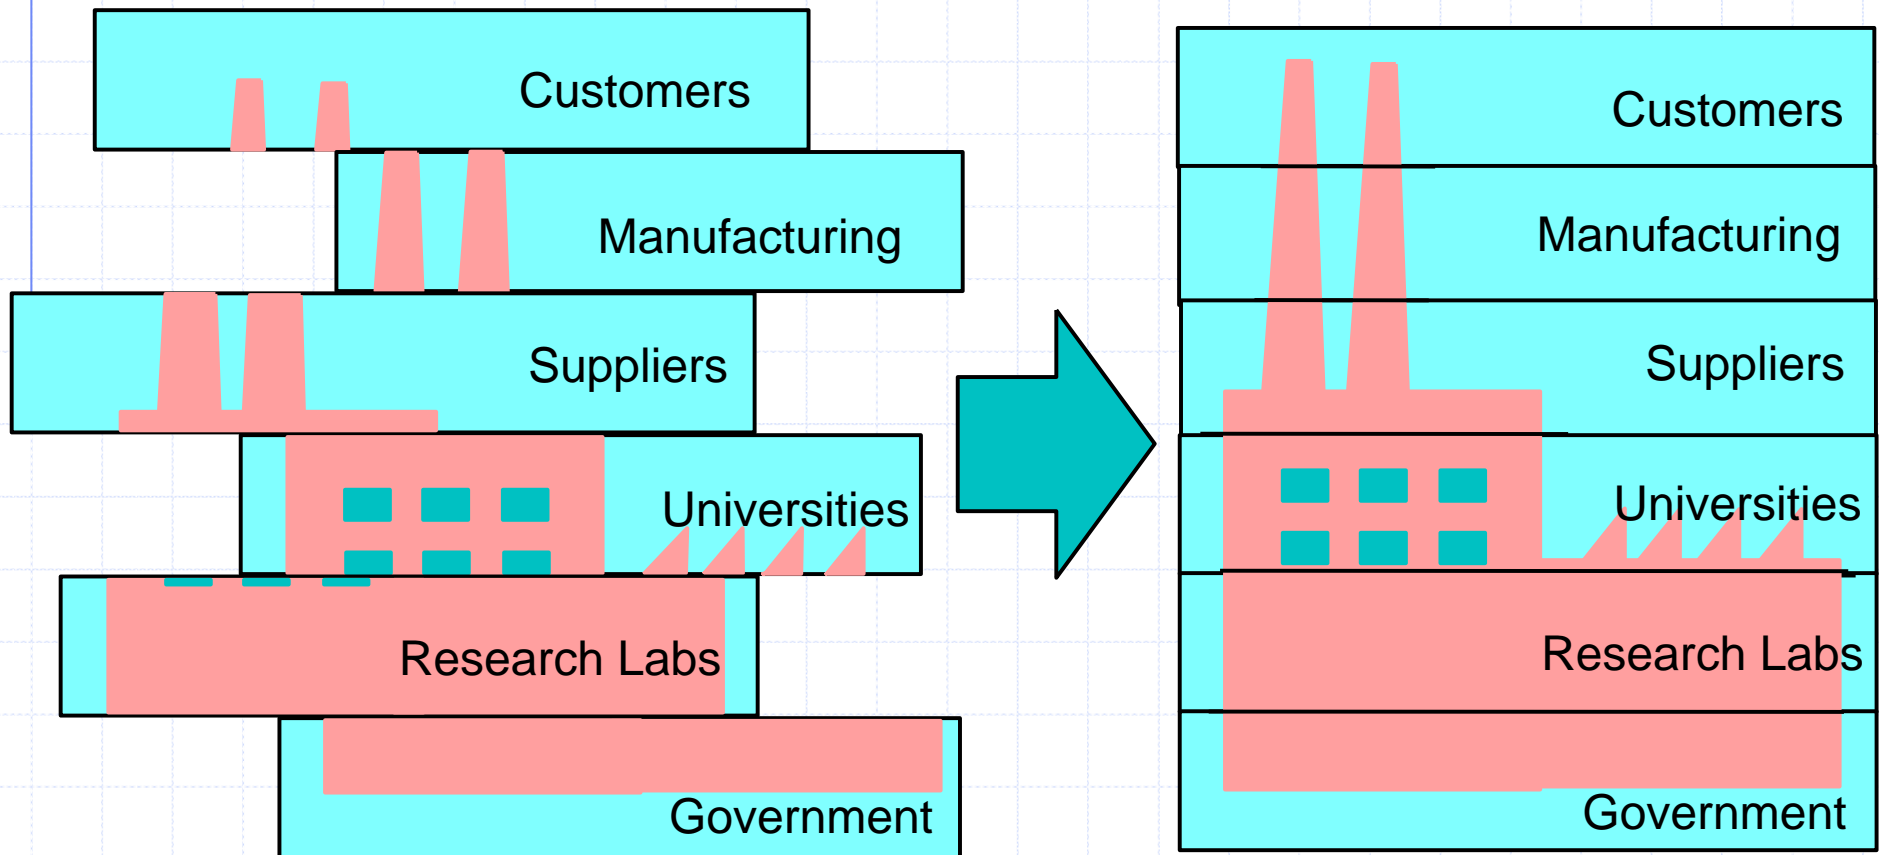 Customers
Manufacturing
Suppliers
Universities
Research Labs
Government
Customers
Manufacturing
Suppliers
Universities
Research Labs
Government